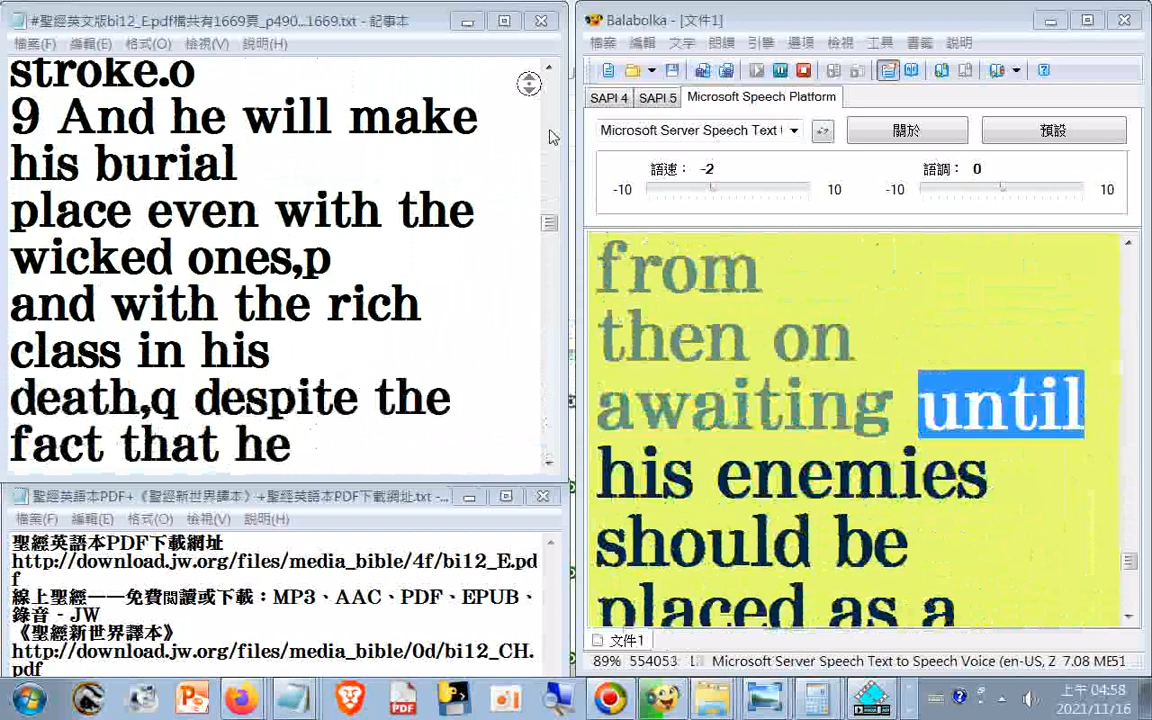 #聖經英文版bi12_E.pdf檔共有1669頁_p490...1669.txt - 記事本
檔案(F) 編輯(E) 格式(O) 檢視(V) 說明(H)
stroke.o
9 And he will make
his burial
place even with the
wicked ones,p
and with the rich
class in his
death,q despite the
fact that he
聖經英語本PDF+《聖經新世界譯本》+聖經英語本PDF下載網址.txt -...
檔案(F) 編輯(E) 格式(O) 檢視(V) 說明(H)
聖經英語本PDF下載網址
http://download.jw.org/files/media_bible/4f/bi12_E.pd
f
線上聖經——免費閱讀或下載：MP3、AAC、PDF、EPUB、
錄音 - JW
《聖經新世界譯本》
http://download.jw.org/files/media_bible/0d/bi12_CH.
pdf
Balabolka - [文件1]
檔案 編輯 文字 朗讀 引擎 選項 檢視 工具 書籤 說明
SAPI 4 SAPI 5 Microsoft Speech Platform
Microsoft Server Speech Text t 關於 預設
語速： -2 語調： 0
-10 10 -10 10
from
then on
awaiting until
his enemies
should be
placed as a
文件1
89% 554053 Microsoft Server Speech Text to Speech Voice (en-US, Z 7.08 ME51
PDF
上午 04:58
2021/11/16